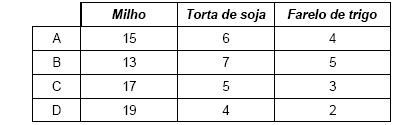 Milho Torta de soja Farelo de trigo
A 15 6 4
B 13 7 5
C 17 5 3
D 19 4 2